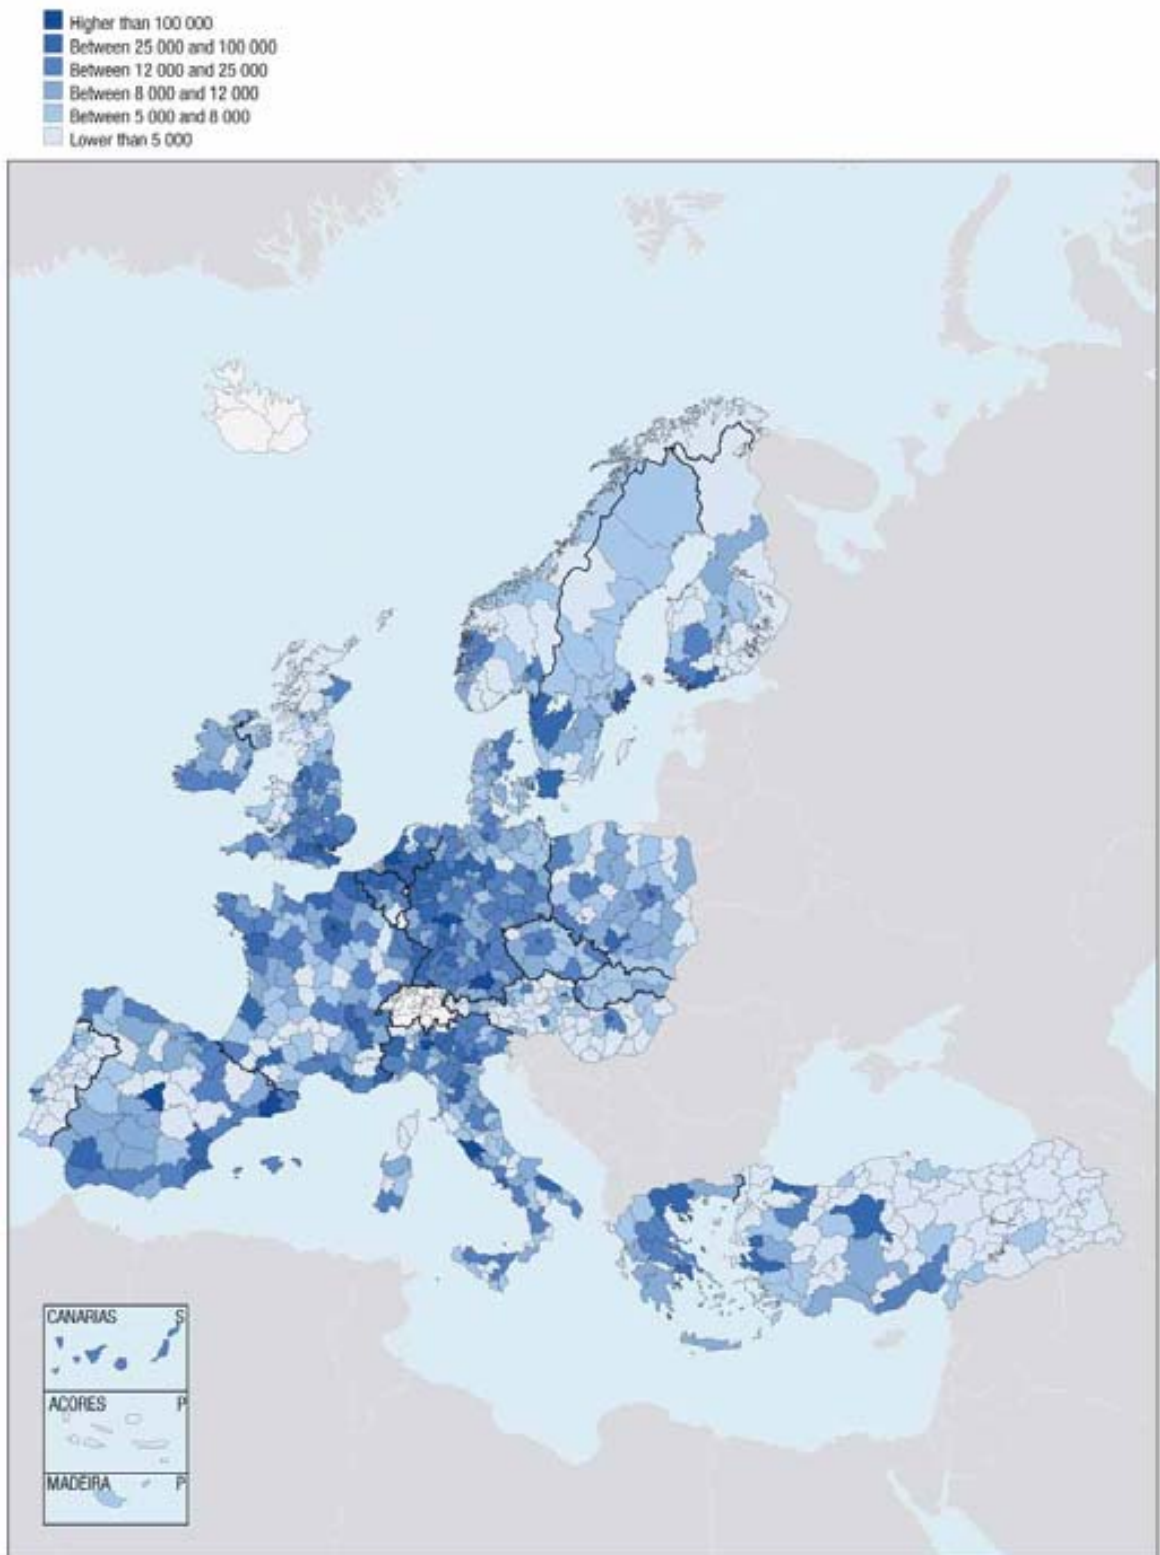 Higher than 100 000
Between 25 000 and 100 000
Between 12 000 and 25 000
Between 8 000 and 12 000
Between 5 000 and 8 000
Lower than 5 000
CANARIAS S
ACORES P
MADEIRA P